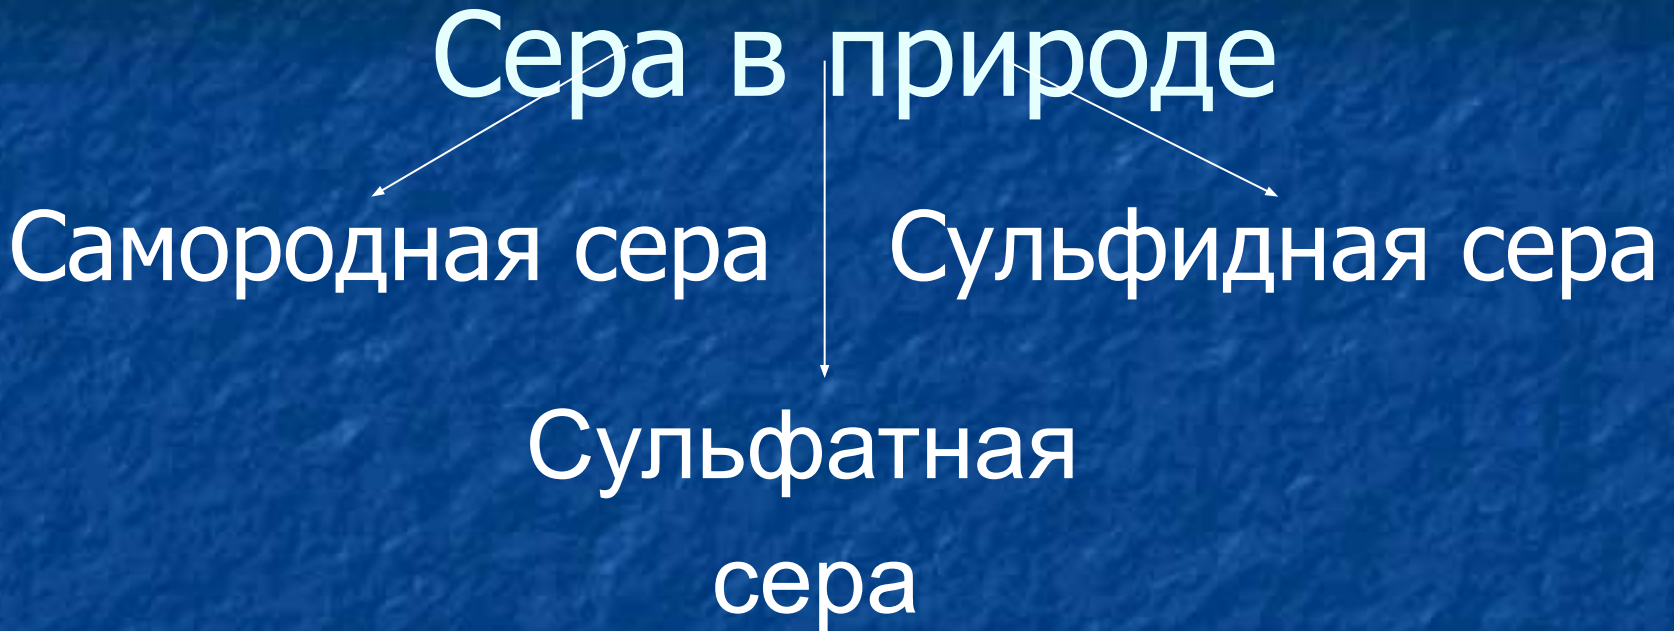 Сера в природе
Самородная сера
Сульфидная сера
Сульфатная
сера